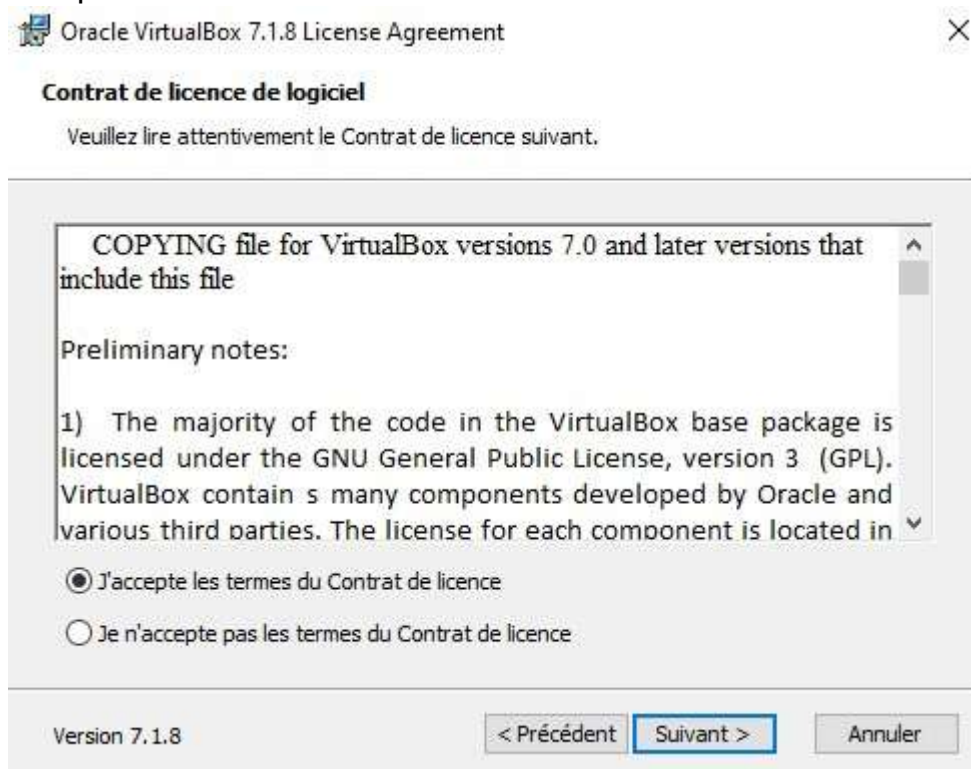 Oracle VirtualBox 7.1.8 License Agreement
Contrat de licence de logiciel
Veuillez lire attentivement le Contrat de licence suivant.
COPYING file for VirtualBox versions 7.0 and later versions that
include this file
Preliminary notes:
1) The majority of the code in the VirtualBox base package is
licensed under the GNU General Public License, version 3 (GPL).
VirtualBox contain s many components developed by Oracle and
various third parties. The license for each component is located in
J'accepte les termes du Contrat de licence
Je n'accepte pas les termes du Contrat de licence
Version 7.1.8
< Précédent
Suivant >
Annuler